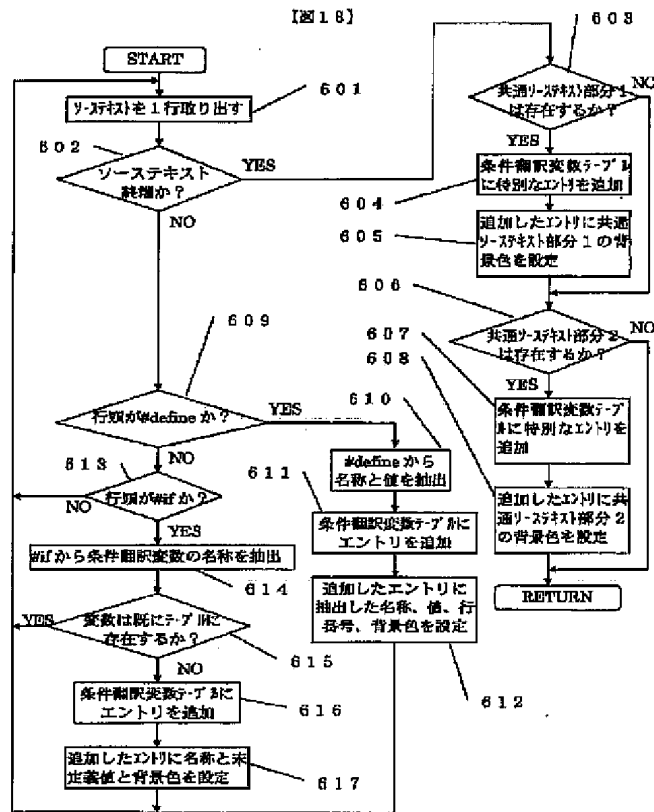 【図18】
START
ソーステキストを1行取り出す
601
602
ソーステキスト
終端か？
YES
NO
603
共通ソーステキスト部分1
は存在するか？
NO
YES
条件翻訳変数テーブル
に特別なエントリを追加
604
追加したエントリに共通
ソーステキスト部分1の背
景色を設定
605
606
共通ソーステキスト部分2
は存在するか？
NO
YES
607
条件翻訳変数テーブ
ルに特別なエントリを
追加
608
追加したエントリに共
通ソーステキスト部分2
の背景色を設定
RETURN
609
行頭が#defineか？
YES
NO
610
#defineから
名称と値を抽出
611
条件翻訳変数テーブルに
エントリを追加
追加したエントリに
抽出した名称、値、行
番号、背景色を設定
612
613
行頭が#ifか？
NO
YES
#ifから条件翻訳変数の名称を抽出
614
変数は既にテーブルに
存在するか？
YES
615
NO
条件翻訳変数テーブルに
エントリを追加
616
追加したエントリに名称と未
定義値と背景色を設定
617